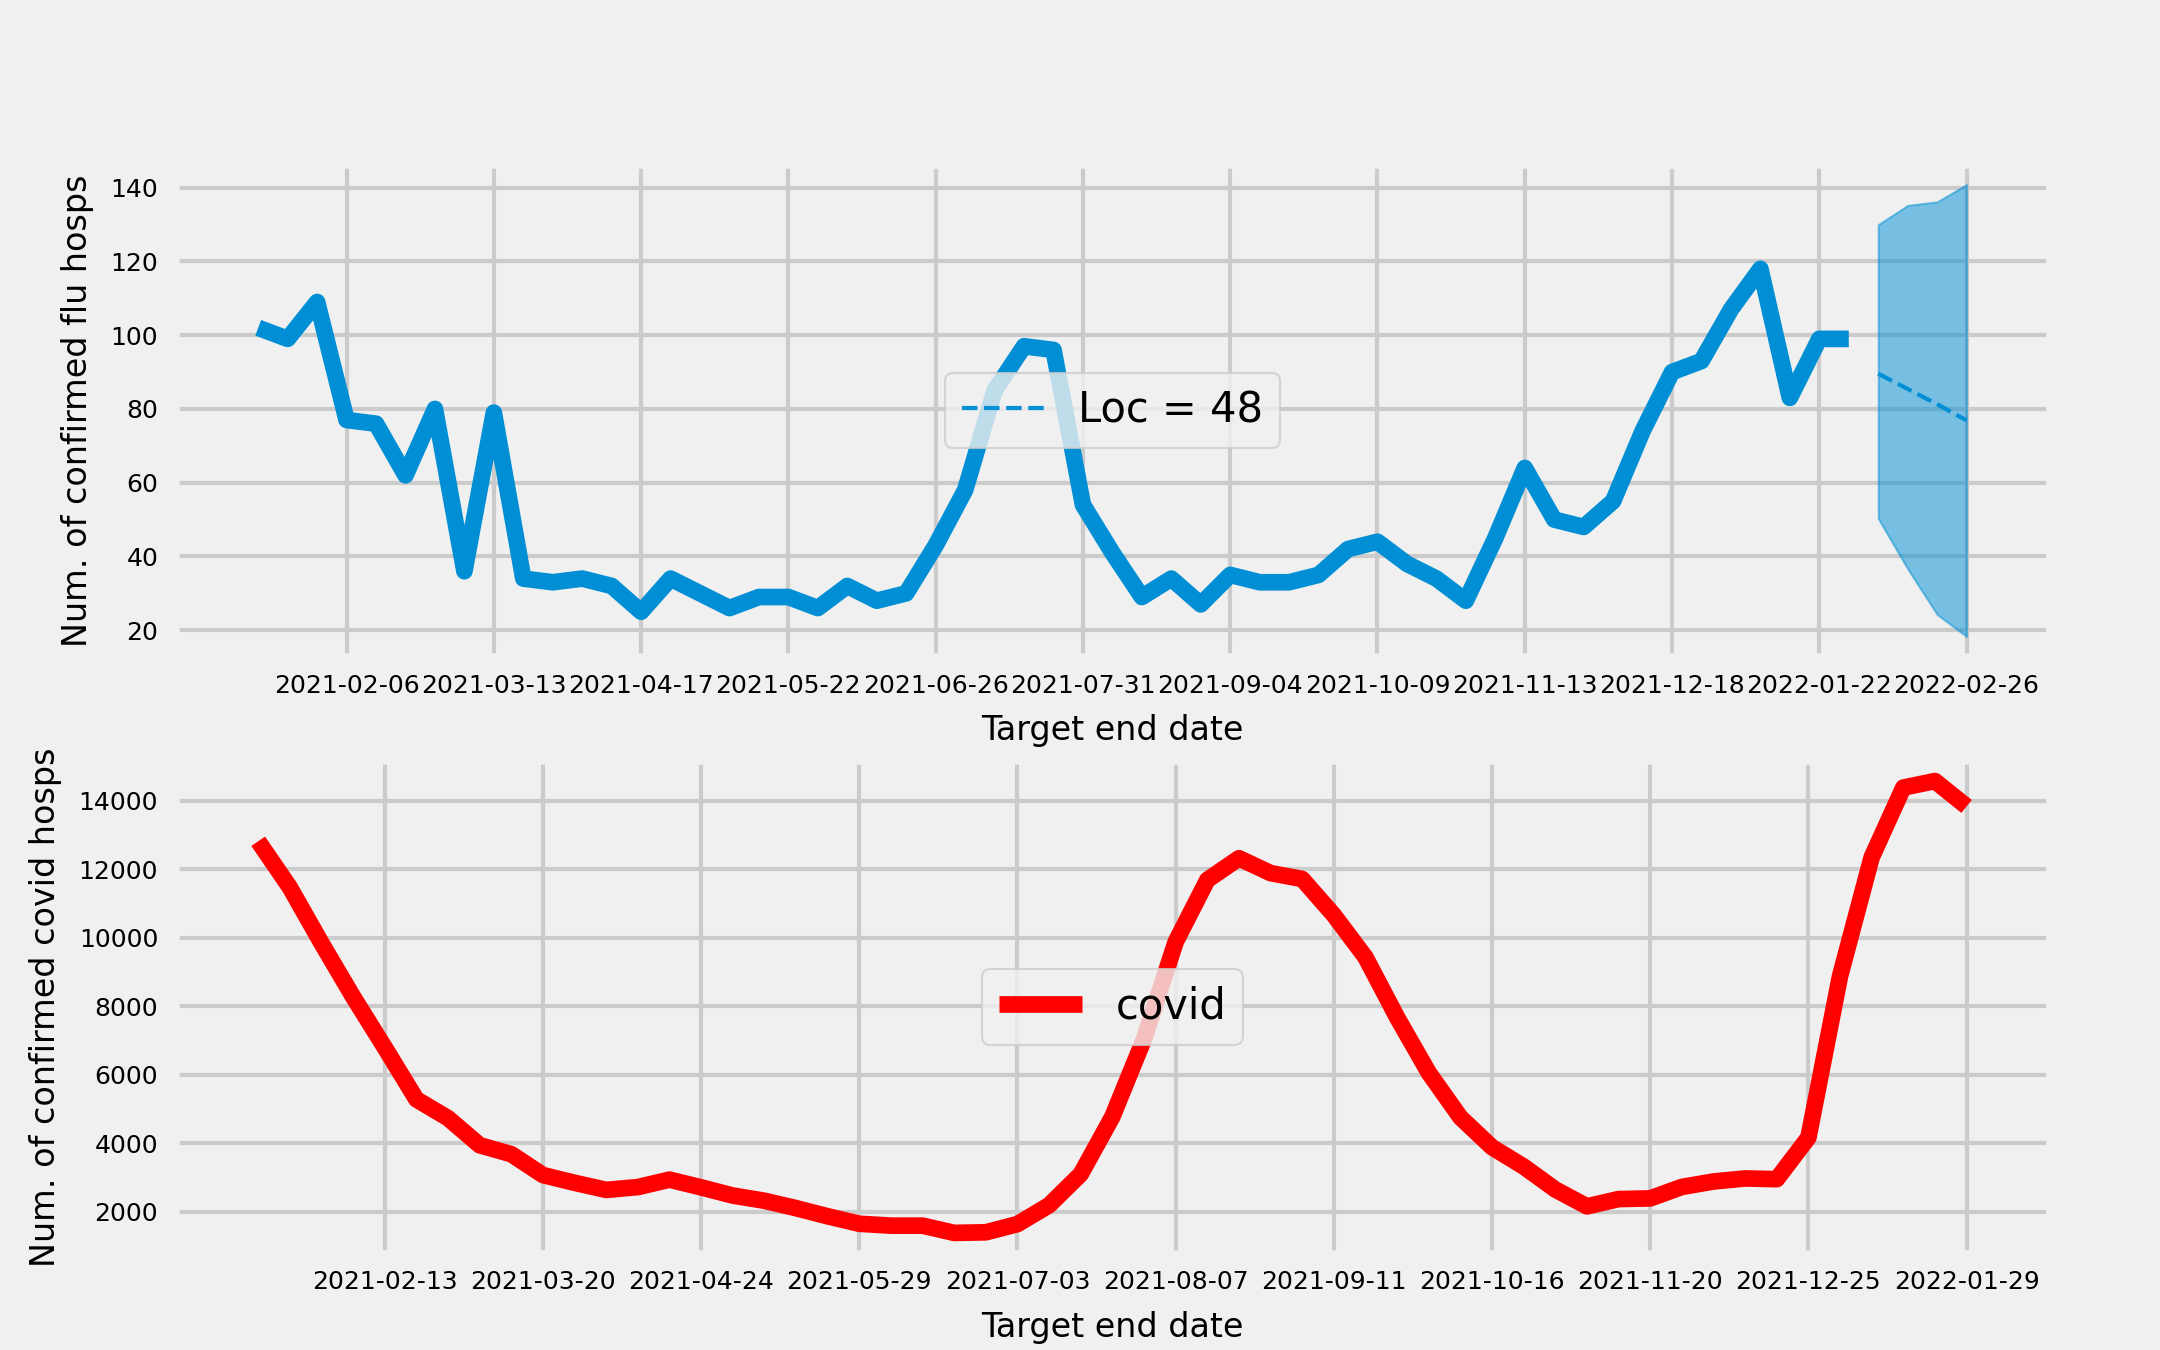 Num. of confirmed flu hosps
140
120
100
80
60
40
20
Loc = 48
2021-02-06 2021-03-13 2021-04-17 2021-05-22 2021-06-26 2021-07-31 2021-09-04 2021-10-09 2021-11-13 2021-12-18 2022-01-22 2022-02-26
Target end date
Num. of confirmed covid hosps
14000
12000
10000
8000
6000
4000
2000
covid
2021-02-13 2021-03-20 2021-04-24 2021-05-29 2021-07-03 2021-08-07 2021-09-11 2021-10-16 2021-11-20 2021-12-25 2022-01-29
Target end date